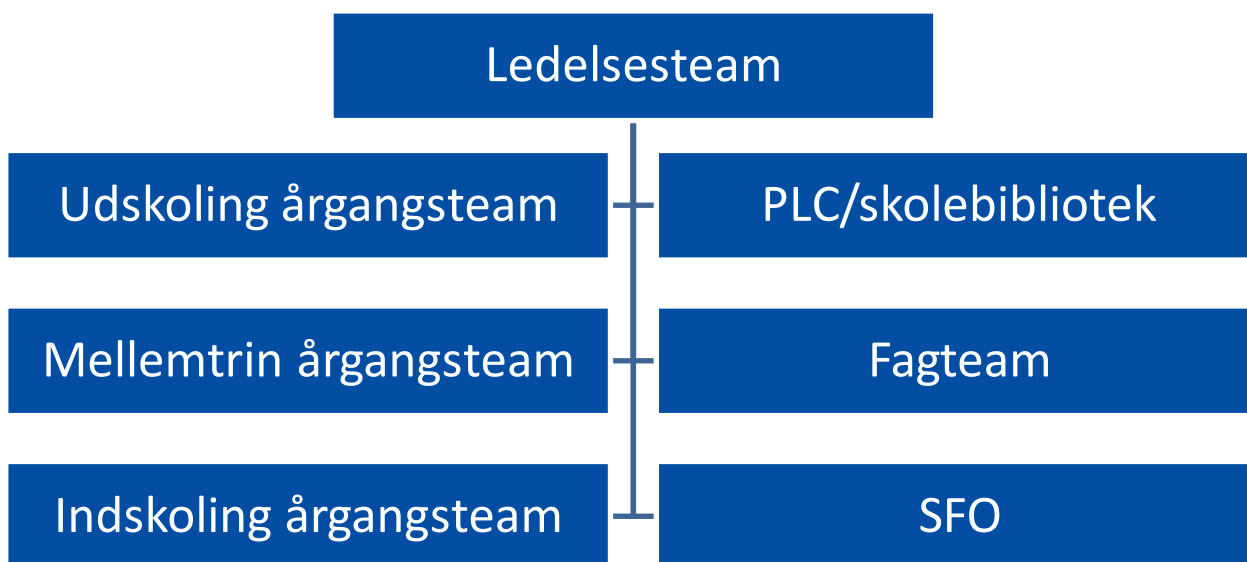 Ledelsesteam
Udskoling årgangsteam
PLC/skolebibliotek
Mellemtrin årgangsteam
Fagteam
Indskoling årgangsteam
SFO